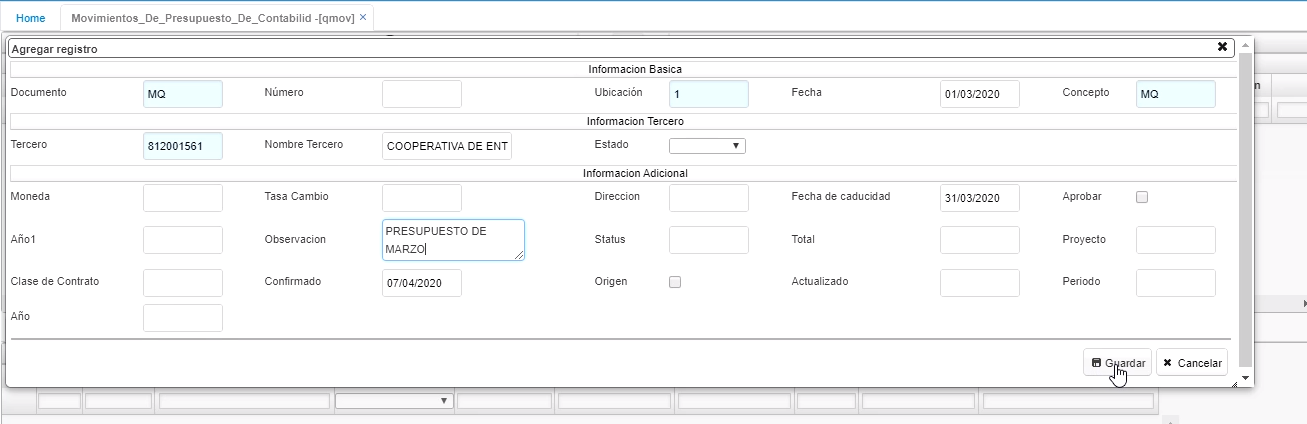 Home Movimientos_De_Presupuesto_De_Contabilid -[qmov] ×
Agregar registro
Informacion Basica
Documento MQ Número Ubicación 1 Fecha 01/03/2020 Concepto MQ
Informacion Tercero
Tercero 812001561 Nombre Tercero COOPERATIVA DE ENT Estado
Informacion Adicional
Moneda Tasa Cambio Direccion Fecha de caducidad 31/03/2020 Aprobar
Año1 Observacion PRESUPUESTO DE
MARZO Status Total Proyecto
Clase de Contrato Confirmado 07/04/2020 Origen Actualizado Periodo
Año
Guardar Cancelar